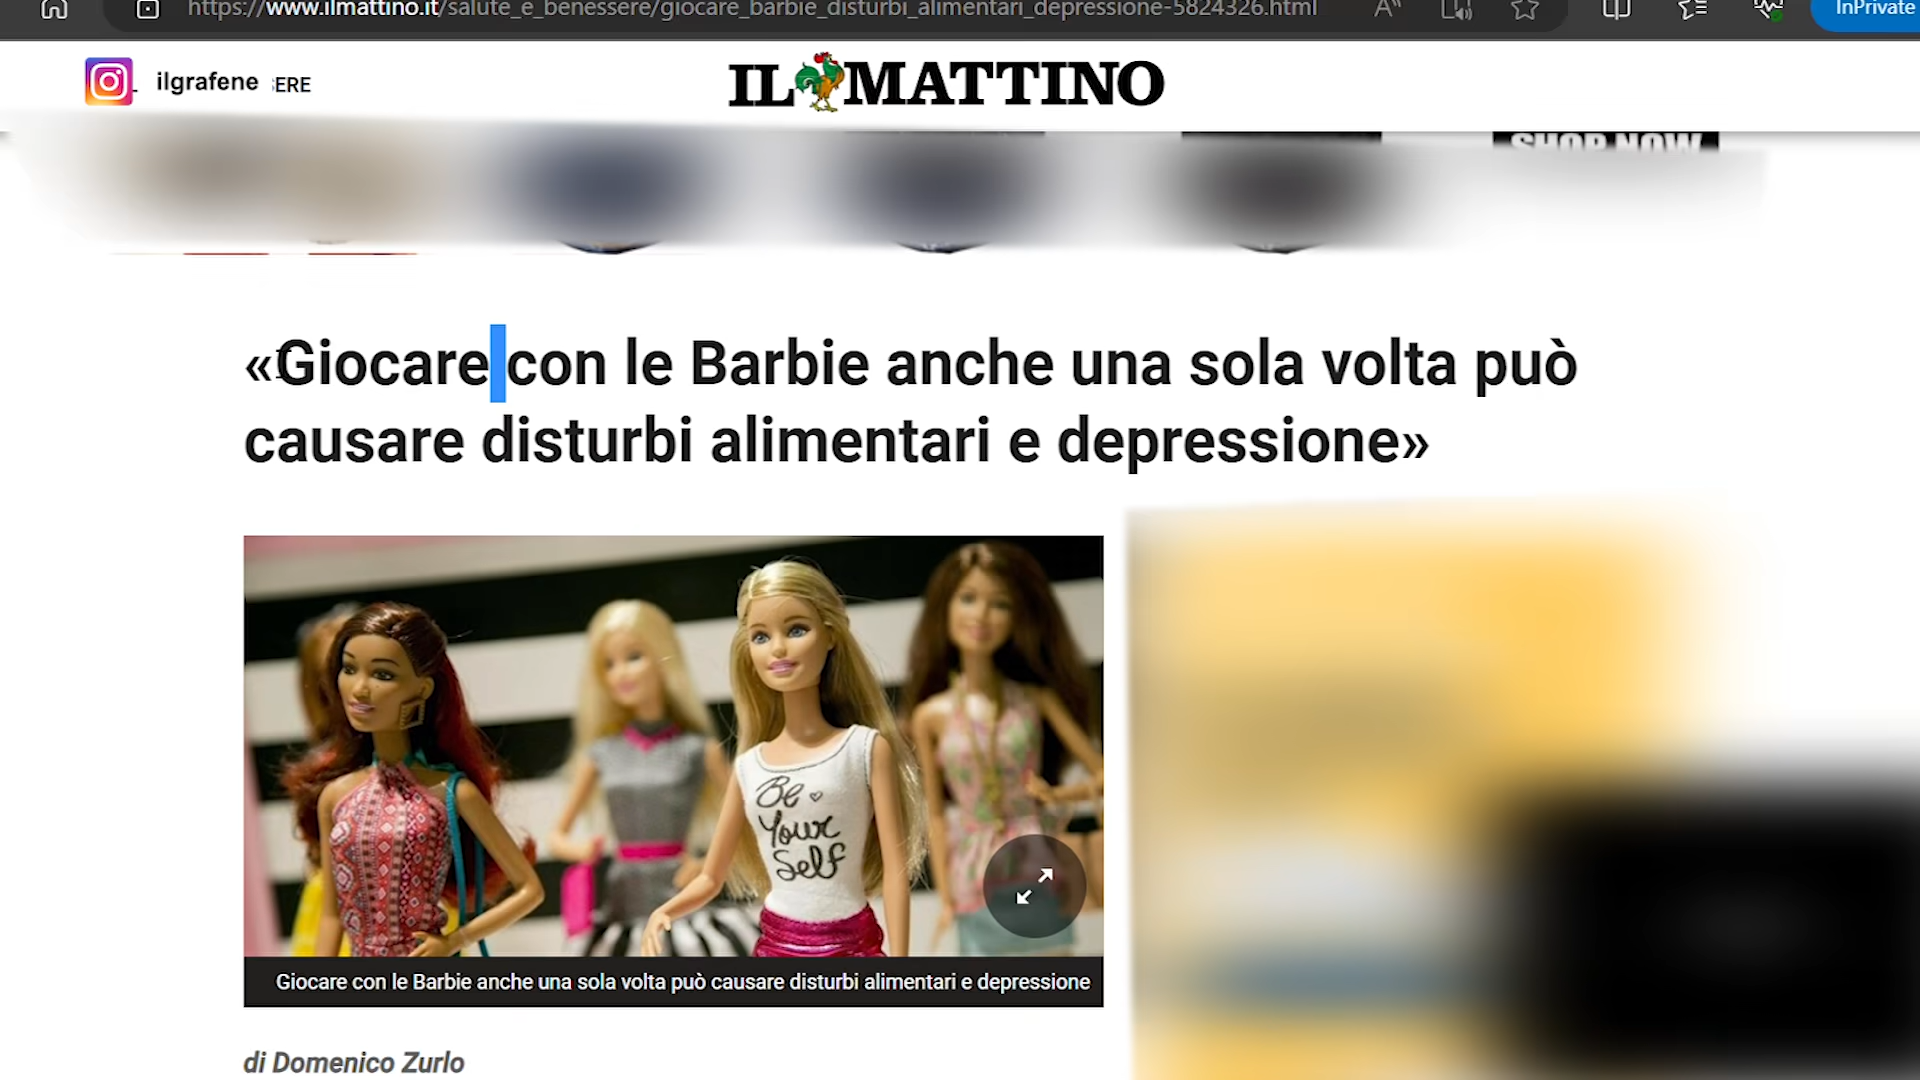 https://www.ilmattino.it/salute_e_benessere/giocare_barbie_disturbi_alimentari_depressione-5824326.html
InPrivate
ilgrafene
ERE
IL MATTINO
SHOP NOW
«Giocare con le Barbie anche una sola volta può
causare disturbi alimentari e depressione»
Be
Your
Self
Giocare con le Barbie anche una sola volta può causare disturbi alimentari e depressione
di Domenico Zurlo